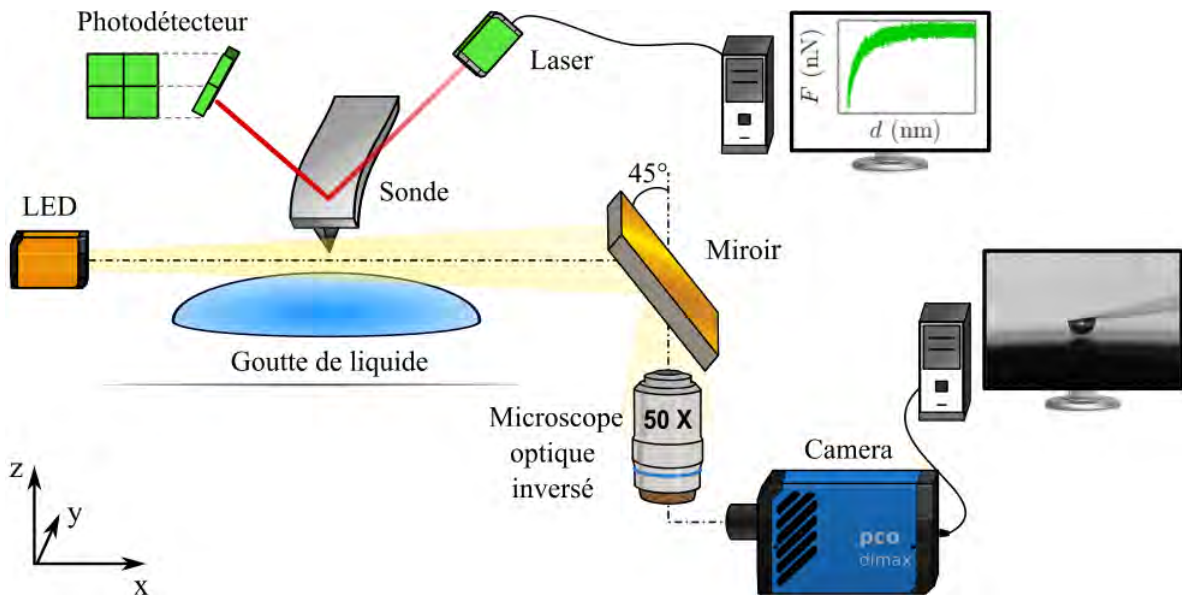 Photodétecteur
Laser
F (nN)
d (nm)
Sonde
45°
LED
Miroir
Goutte de liquide
Microscope
optique
inversé
50 X
Camera
pco
dimax
z
y
x